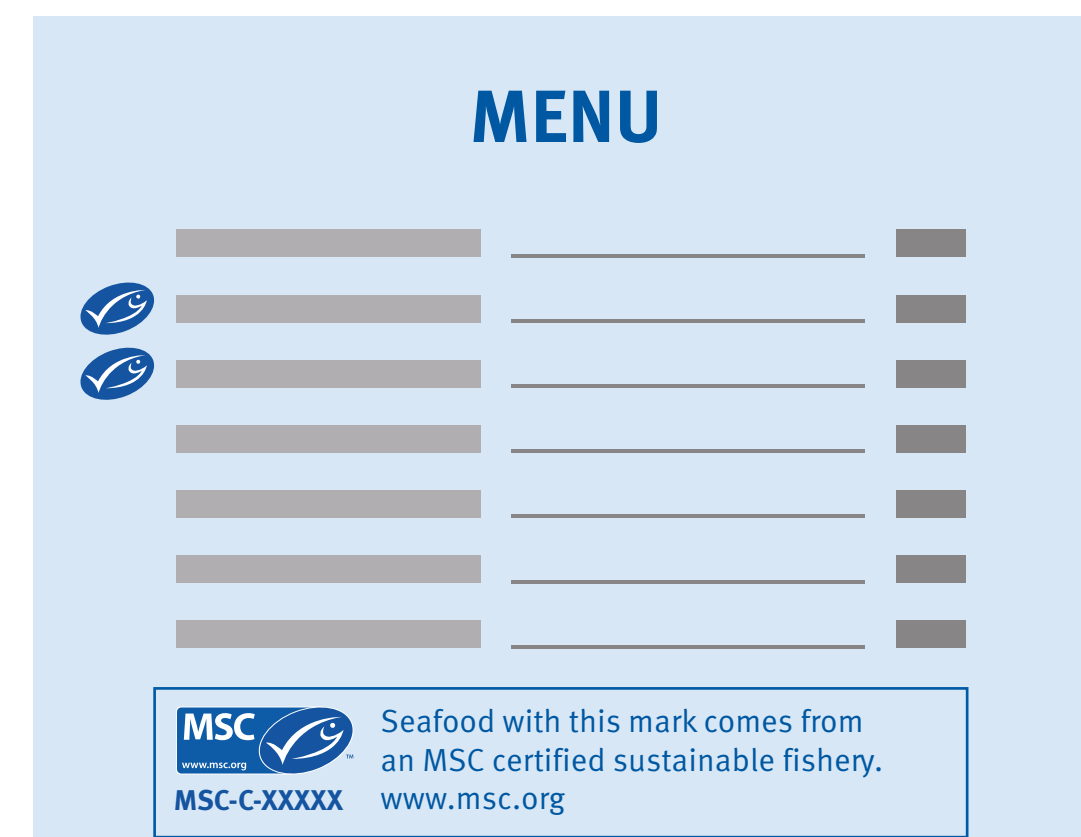 MENU
MSC
www.msc.org
™
MSC-C-XXXXX
Seafood with this mark comes from
an MSC certified sustainable fishery.
www.msc.org